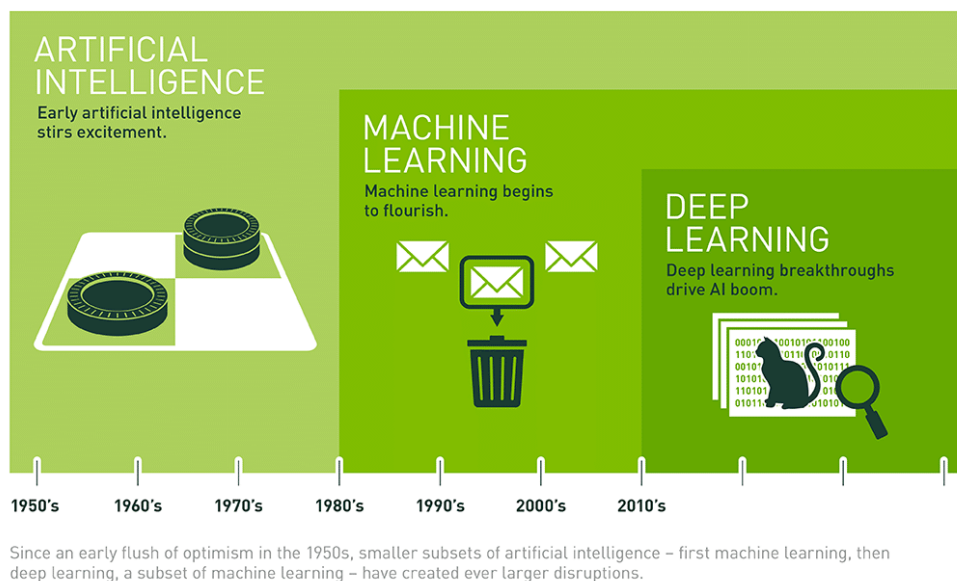 ARTIFICIAL
INTELLIGENCE
Early artificial intelligence
stirs excitement.
MACHINE
LEARNING
Machine learning begins
to flourish.
DEEP
LEARNING
Deep learning breakthroughs
drive AI boom.
1950's
1960's
1970's
1980's
1990's
2000's
2010's
Since an early flush of optimism in the 1950s, smaller subsets of artificial intelligence – first machine learning, then
deep learning, a subset of machine learning – have created ever larger disruptions.